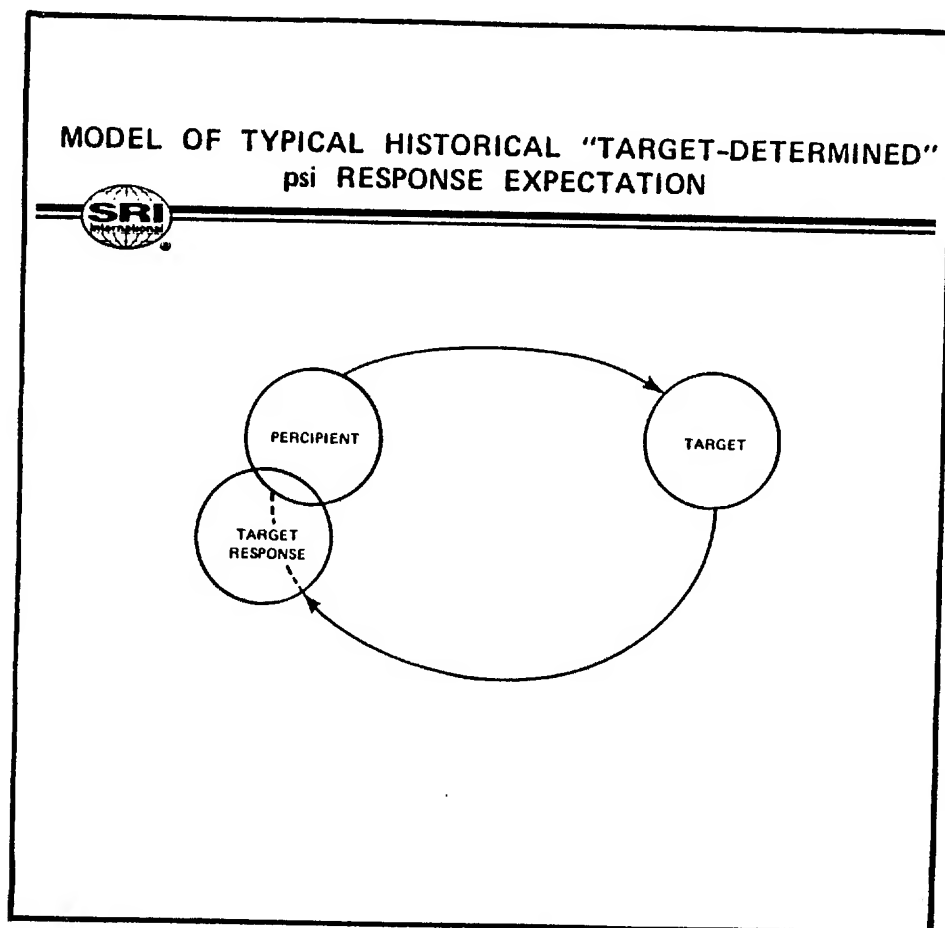 MODEL OF TYPICAL HISTORICAL "TARGET-DETERMINED"
psi RESPONSE EXPECTATION
SRI
International
®
PERCIPIENT
TARGET
TARGET
RESPONSE